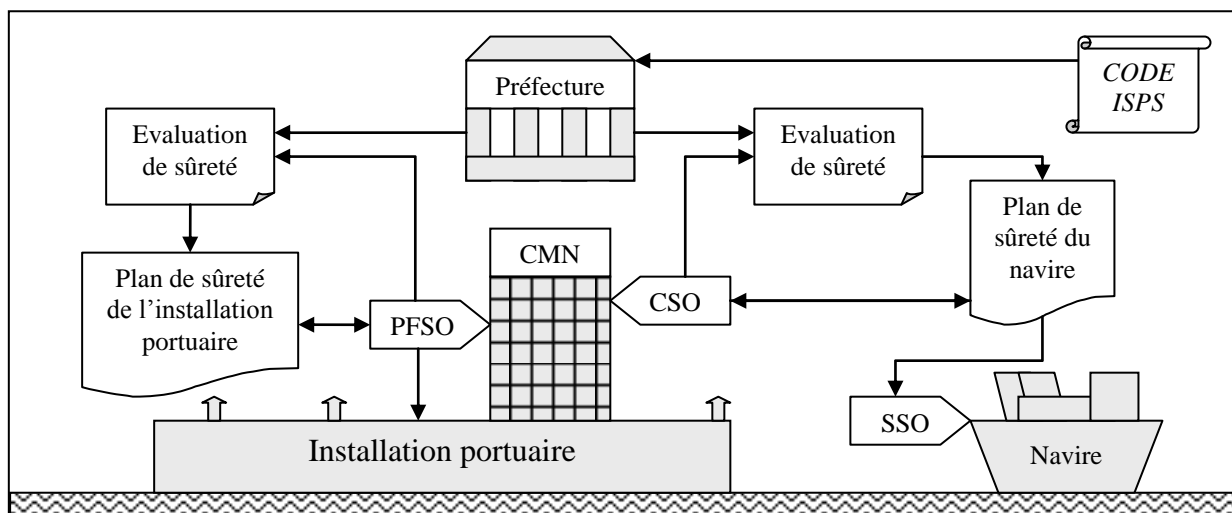 CODE
ISPS
Préfecture
Evaluation
de sûreté
Evaluation
de sûreté
Plan de
sûreté du
navire
CMN
Plan de sûreté
de l’installation
portuaire
PFSO
CSO
SSO
Installation portuaire
Navire